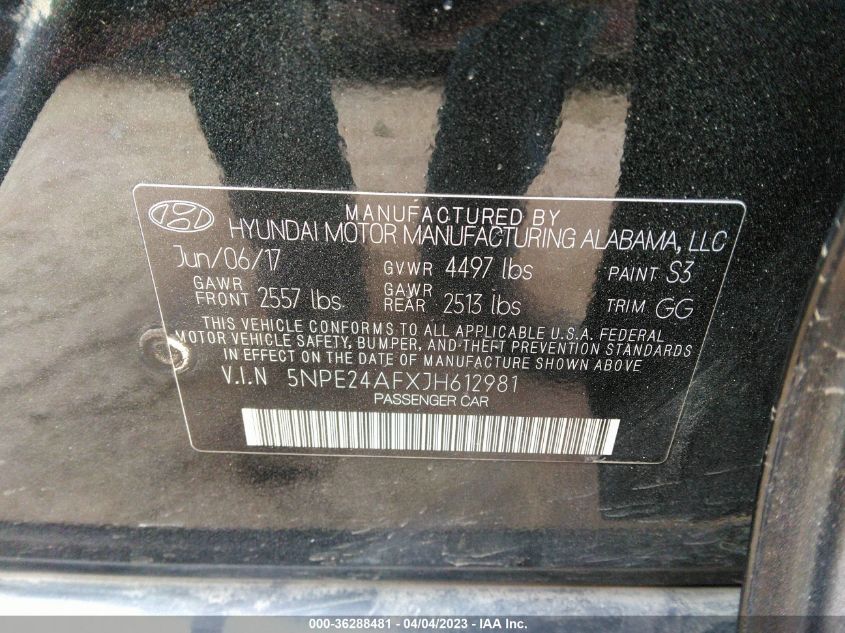 MANUFACTURED BY
HYUNDAI MOTOR MANUFACTURING ALABAMA, LLC
Jun/06/17 GVWR 4497 lbs PAINT S3
GAWR FRONT 2557 lbs GAWR REAR 2513 lbs TRIM GG
THIS VEHICLE CONFORMS TO ALL APPLICABLE U.S.A. FEDERAL
MOTOR VEHICLE SAFETY, BUMPER, AND THEFT PREVENTION STANDARDS
IN EFFECT ON THE DATE OF MANUFACTURE SHOWN ABOVE
V.I.N 5NPE24AFXJH612981
PASSENGER CAR
000-36288481 - 04/04/2023 - IAA Inc.